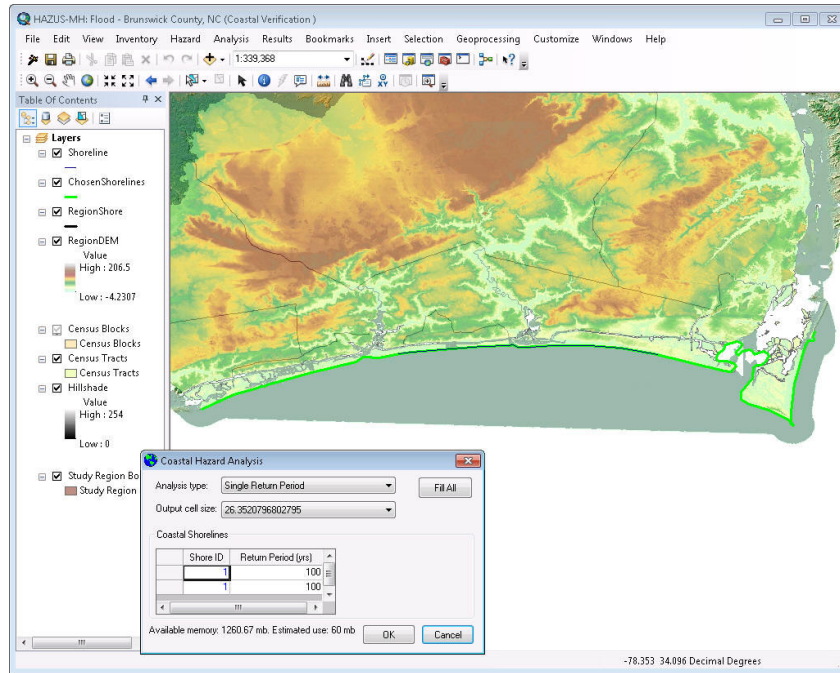 HAZUS-MH: Flood - Brunswick County, NC (Coastal Verification )
File Edit View Inventory Hazard Analysis Results Bookmarks Insert Selection Geoprocessing Customize Windows Help
1:339,368
Table Of Contents
Layers
Shoreline
ChosenShorelines
RegionShore
RegionDEM
Value
High : 206.5
Low : -4.2307
Census Blocks
Census Blocks
Census Tracts
Census Tracts
Hillshade
Value
High : 254
Low : 0
Study Region Bo
Study Region
Coastal Hazard Analysis
Analysis type: Single Return Period Fill All
Output cell size: 26.3520796802795
Coastal Shorelines
Shore ID Return Period (yrs)
1 100
1 100
Available memory: 1260.67 mb. Estimated use: 60 mb OK Cancel
-78.353 34.096 Decimal Degrees